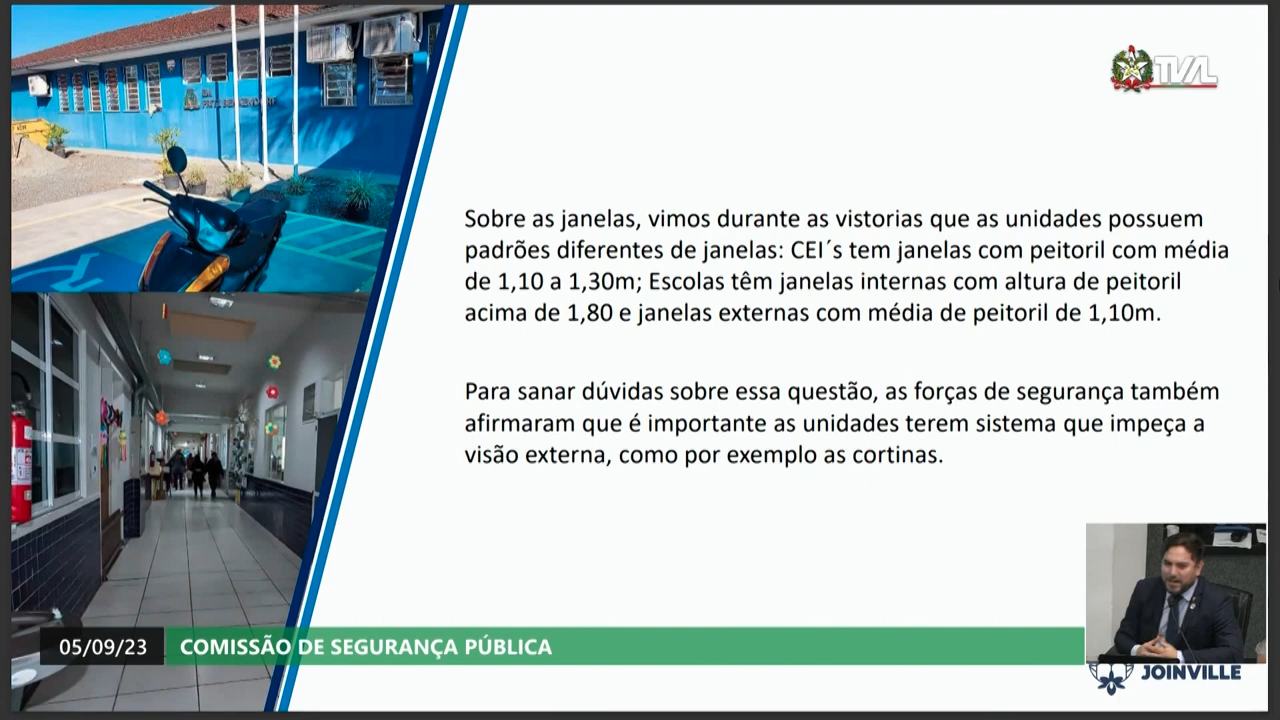 TVAL
Sobre as janelas, vimos durante as vistorias que as unidades possuem
padrões diferentes de janelas: CEI´s tem janelas com peitoril com média
de 1,10 a 1,30m; Escolas têm janelas internas com altura de peitoril
acima de 1,80 e janelas externas com média de peitoril de 1,10m.
Para sanar dúvidas sobre essa questão, as forças de segurança também
afirmaram que é importante as unidades terem sistema que impeça a
visão externa, como por exemplo as cortinas.
05/09/23 COMISSÃO DE SEGURANÇA PÚBLICA
JOINVILLE